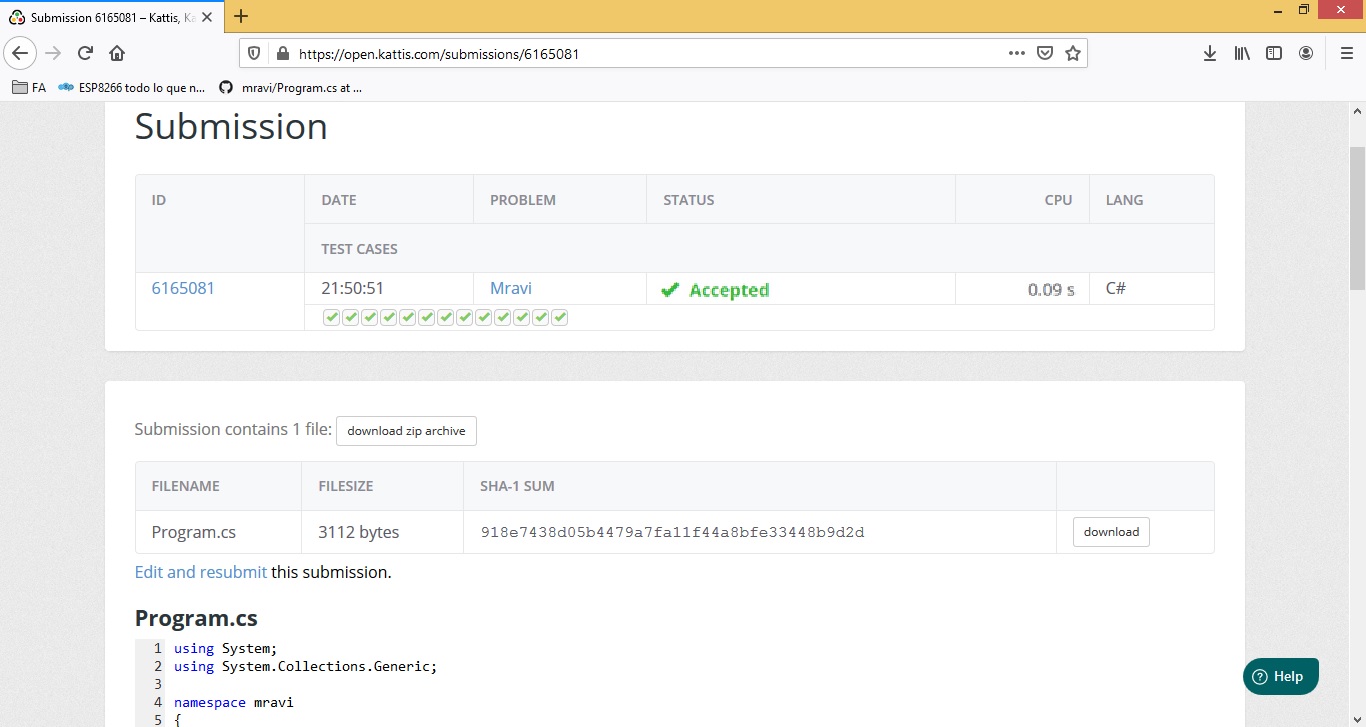 Submission 6165081 – Kattis, Ka
https://open.kattis.com/submissions/6165081
FA ESP8266 todo lo que n... mravi/Program.cs at ...
Submission
ID DATE PROBLEM STATUS CPU LANG
TEST CASES
6165081 21:50:51 Mravi Accepted 0.09 s C#
Submission contains 1 file: download zip archive
FILENAME FILESIZE SHA-1 SUM
Program.cs 3112 bytes 918e7438d05b4479a7fa11f44a8bfe33448b9d2d download
Edit and resubmit this submission.
Program.cs
1 using System;
2 using System.Collections.Generic;
3
4 namespace mravi
5 {
Help